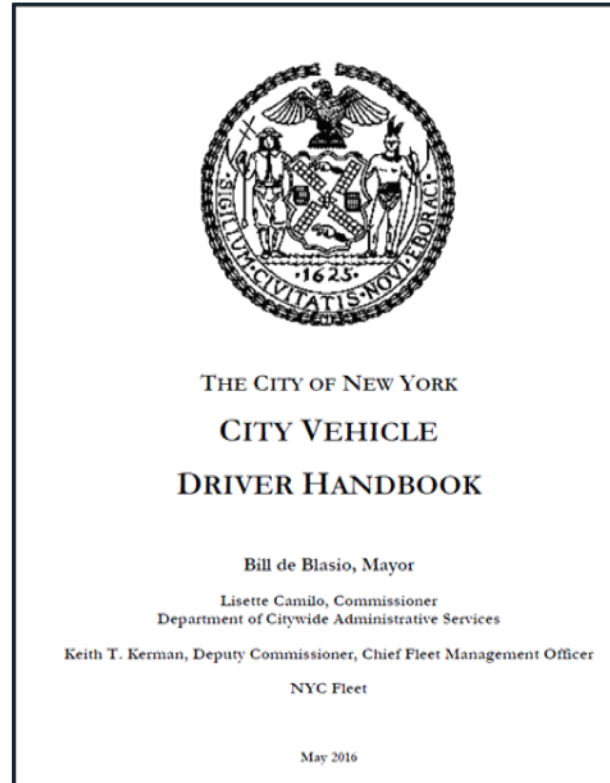 SIGILLUM·CIVITATIS·NOVI·EBORACI
·1625·
THE CITY OF NEW YORK
CITY VEHICLE
DRIVER HANDBOOK
Bill de Blasio, Mayor
Lisette Camilo, Commissioner
Department of Citywide Administrative Services
Keith T. Kerman, Deputy Commissioner, Chief Fleet Management Officer
NYC Fleet
May 2016